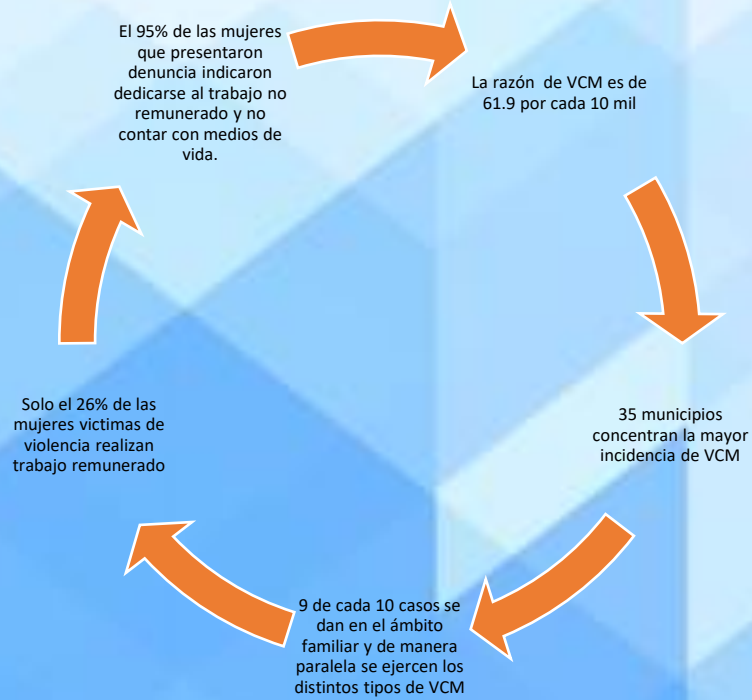 El 95% de las mujeres
que presentaron
denuncia indicaron
dedicarse al trabajo no
remunerado y no
contar con medios de
vida.
La razón de VCM es de
61.9 por cada 10 mil
35 municipios
concentran la mayor
incidencia de VCM
9 de cada 10 casos se
dan en el ámbito
familiar y de manera
paralela se ejercen los
distintos tipos de VCM
Solo el 26% de las
mujeres victimas de
violencia realizan
trabajo remunerado